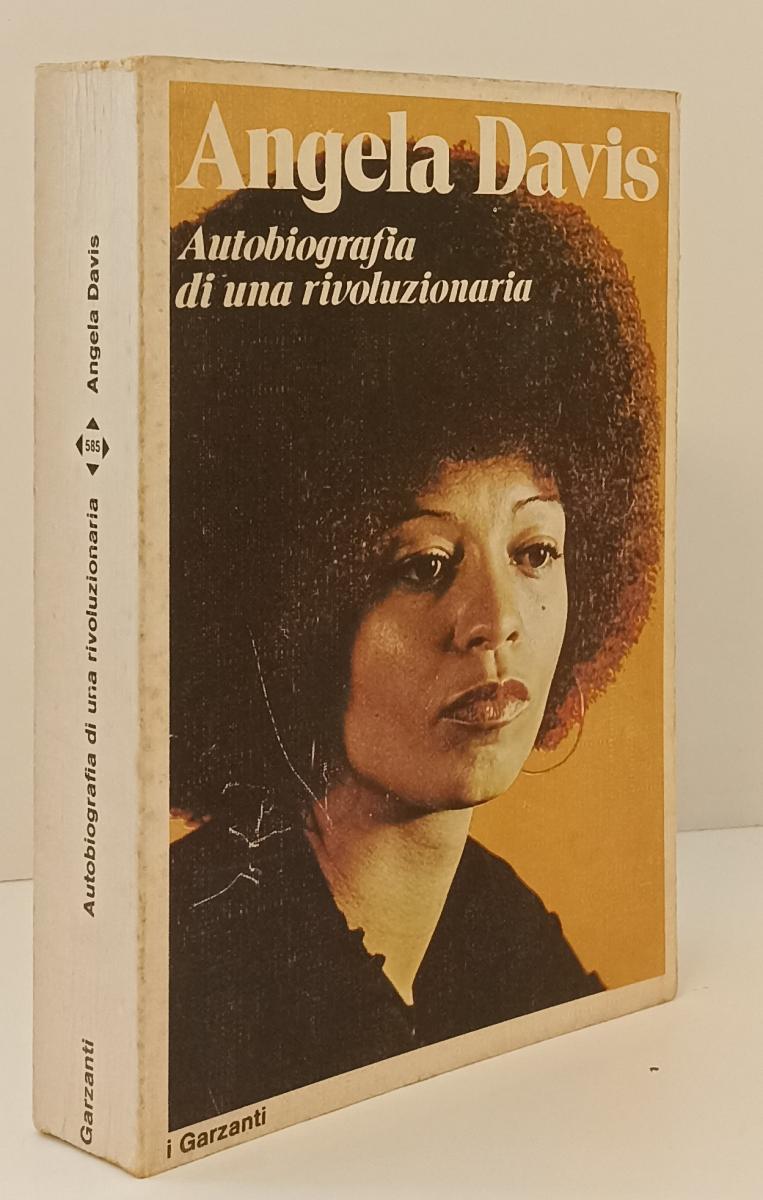 Angela Davis
Autobiografia
di una rivoluzionaria
i Garzanti
Garzanti Autobiografia di una rivoluzionaria 585 Angela Davis